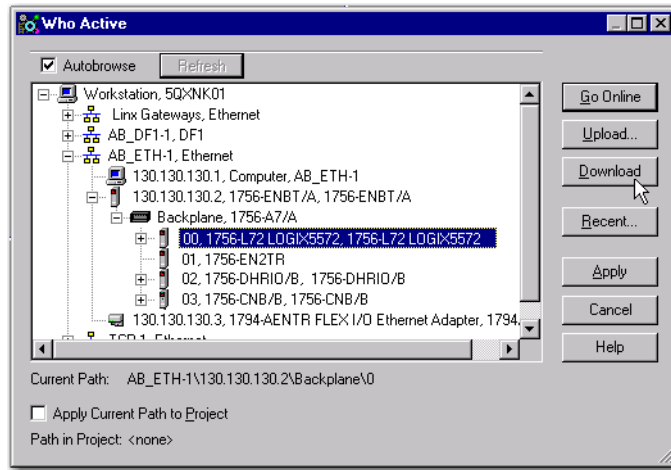 Who Active
Autobrowse
Refresh
Workstation, 5QXNK01
Linx Gateways, Ethernet
AB_DF1-1, DF1
AB_ETH-1, Ethernet
130.130.130.1, Computer, AB_ETH-1
130.130.130.2, 1756-ENBT/A, 1756-ENBT/A
Backplane, 1756-A7/A
00, 1756-L72 LOGIX5572, 1756-L72 LOGIX5572
01, 1756-EN2TR
02, 1756-DHRIO/B, 1756-DHRIO/B
03, 1756-CNB/B, 1756-CNB/B
130.130.130.3, 1794-AENTR FLEX I/O Ethernet Adapter, 1794
Go Online
Upload...
Download
Recent...
Apply
Cancel
Help
Current Path: AB_ETH-1\130.130.130.2\Backplane\0
Apply Current Path to Project
Path in Project: <none>